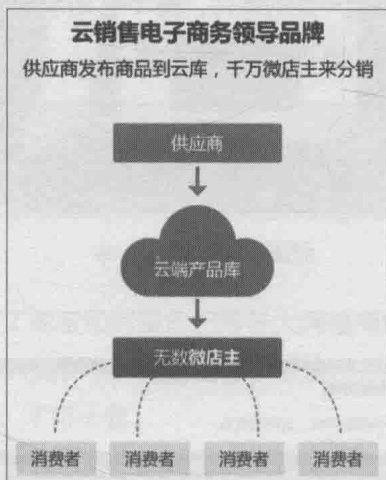 云销售电子商务领导品牌
供应商发布商品到云库，千万微店主来分销
供应商
云端产品库
无数微店主
消费者 消费者 消费者 消费者